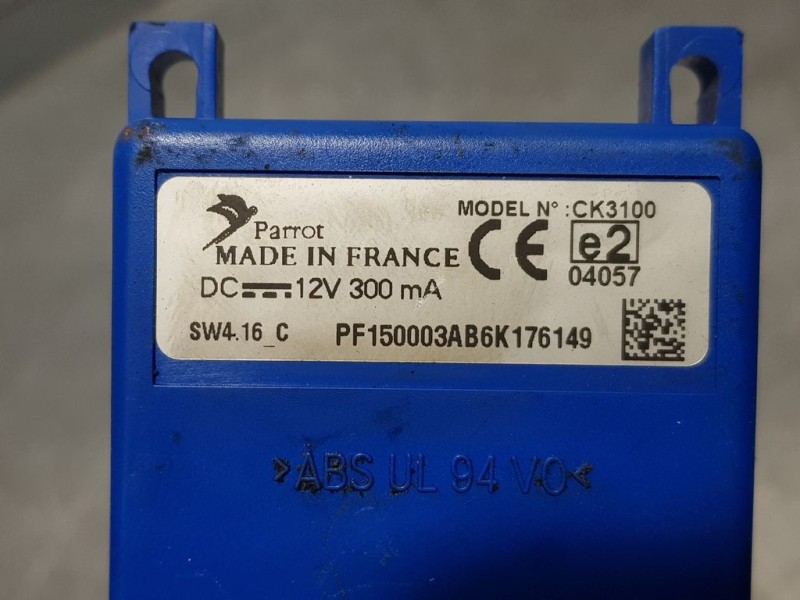 Parrot
MODEL N° :CK3100
MADE IN FRANCE CE e2
04057
DC 12V 300 mA
SW4.16_C PF150003AB6K176149
>ABS UL 94 V0<